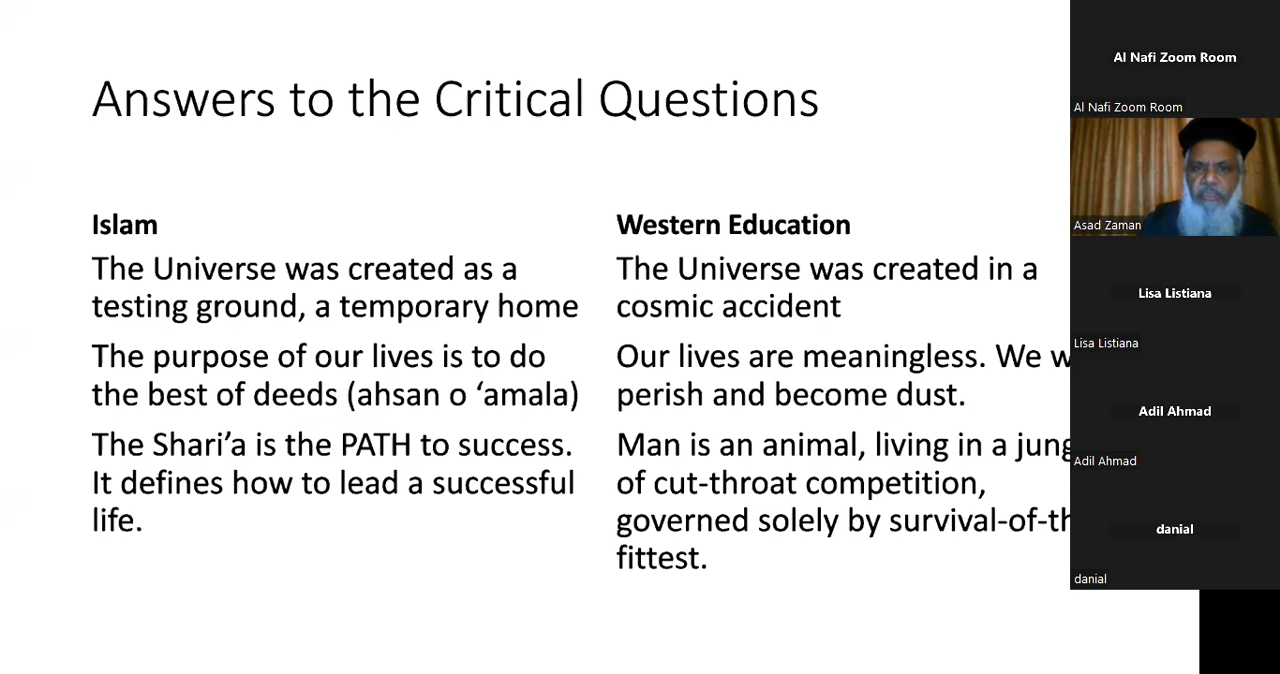 Answers to the Critical Questions
Islam
The Universe was created as a
testing ground, a temporary home
The purpose of our lives is to do
the best of deeds (ahsan o ‘amala)
The Shari’a is the PATH to success.
It defines how to lead a successful
life.
Western Education
The Universe was created in a
cosmic accident
Our lives are meaningless. We
perish and become dust.
Man is an animal, living in a
of cut-throat competition,
governed solely by survival-of-
fittest.
Al Nafi Zoom Room
Al Nafi Zoom Room
Asad Zaman
Lisa Listiana
Lisa Listiana
Adil Ahmad
Adil Ahmad
danial
danial